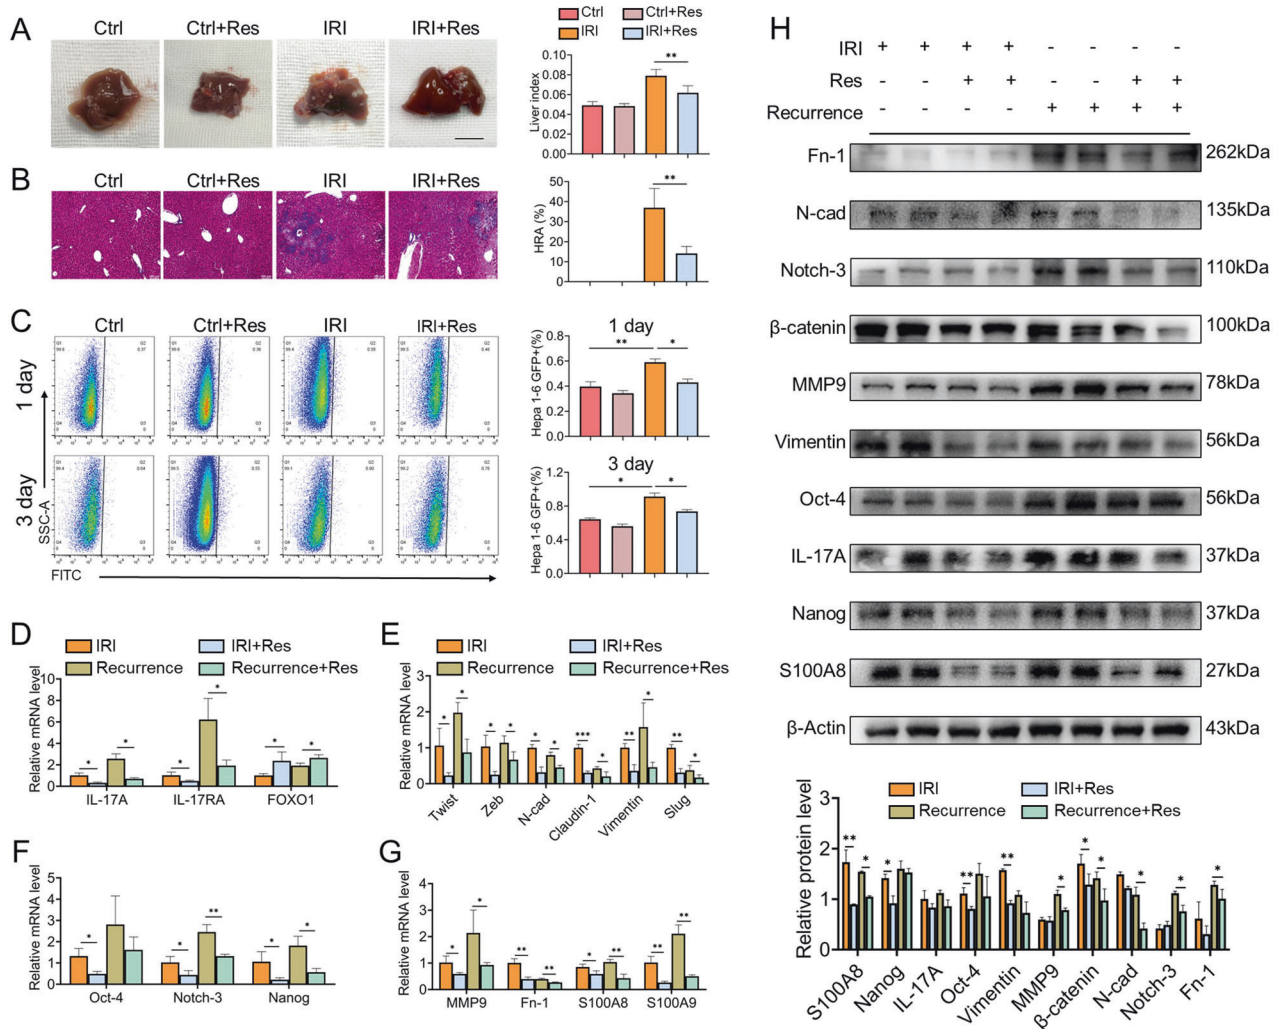 A
Ctrl
Ctrl+Res
IRI
IRI+Res
Ctrl
Ctrl+Res
IRI
IRI+Res
Liver index
0.10
0.08
0.06
0.04
0.02
0.00
**
B
Ctrl
Ctrl+Res
IRI
IRI+Res
HRA (%)
50
40
30
20
10
0
**
C
Ctrl
Ctrl+Res
IRI
IRI+Res
1 day
3 day
SSC-A
FITC
1 day
Hepa 1-6 GFP+(%)
0.8
0.6
0.4
0.2
0.0
** *
3 day
Hepa 1-6 GFP+(%)
1.2
0.8
0.4
0.0
* *
D
IRI
IRI+Res
Recurrence
Recurrence+Res
Relative mRNA level
10
8
6
4
2
0
* * * * * *
IL-17A IL-17RA FOXO1
E
IRI
IRI+Res
Recurrence
Recurrence+Res
Relative mRNA level
3
2
1
0
* * * * * * *** * ** * ** *
Twist Zeb N-cad Claudin-1 Vimentin Slug
F
Relative mRNA level
5
4
3
2
1
0
* * ** * *
Oct-4 Notch-3 Nanog
G
Relative mRNA level
4
3
2
1
0
* * ** ** * ** ** **
MMP9 Fn-1 S100A8 S100A9
H
IRI + + + + - - - -
Res - - + + - - + +
Recurrence - - - - + + + +
Fn-1 262kDa
N-cad 135kDa
Notch-3 110kDa
β-catenin 100kDa
MMP9 78kDa
Vimentin 56kDa
Oct-4 56kDa
IL-17A 37kDa
Nanog 37kDa
S100A8 27kDa
β-Actin 43kDa
IRI
IRI+Res
Recurrence
Recurrence+Res
Relative protein level
3
2
1
0
** * * ** ** * * * * * *
S100A8 Nanog IL-17A Oct-4 Vimentin MMP9 β-catenin N-cad Notch-3 Fn-1